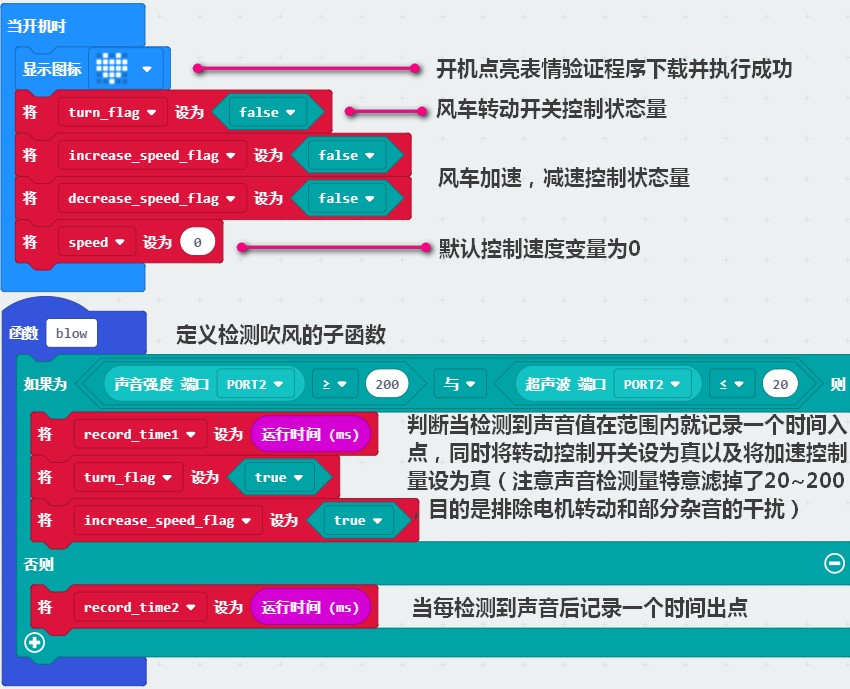 当开机时
显示图标
开机点亮表情验证程序下载并执行成功
将 turn_flag 设为 false
风车转动开关控制状态量
将 increase_speed_flag 设为 false
风车加速，减速控制状态量
将 decrease_speed_flag 设为 false
将 speed 设为 0
默认控制速度变量为0
函数 blow
定义检测吹风的子函数
如果为 声音强度 端口 PORT2 ≥ 200 与 超声波 端口 PORT2 ≤ 20 则
将 record_time1 设为 运行时间 (ms)
将 turn_flag 设为 true
将 increase_speed_flag 设为 true
判断当检测到声音值在范围内就记录一个时间入
点，同时将转动控制开关设为真以及将加速控制
量设为真（注意声音检测量特意滤掉了20~200
，目的是排除电机转动和部分杂音的干扰）
否则
将 record_time2 设为 运行时间 (ms)
当每检测到声音后记录一个时间出点